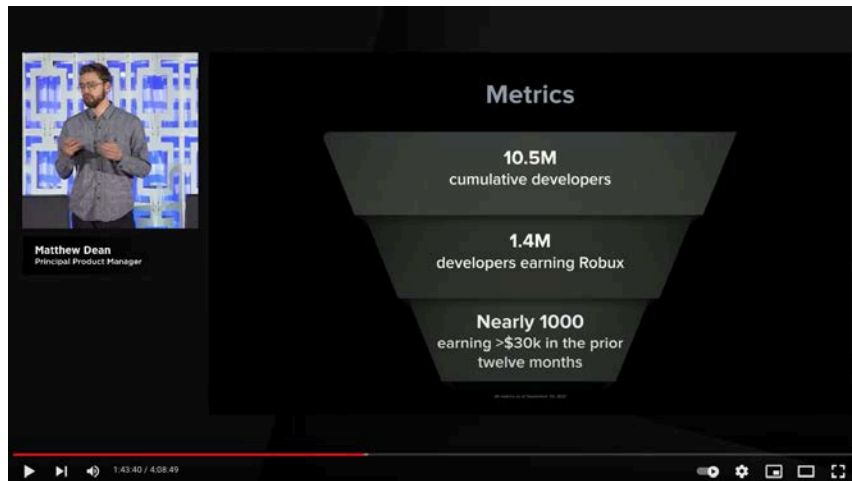 Metrics
10.5M
cumulative developers
1.4M
developers earning Robux
Nearly 1000
earning >$30k in the prior
twelve months
Matthew Dean
Principal Product Manager
1:43:40 / 4:08:49